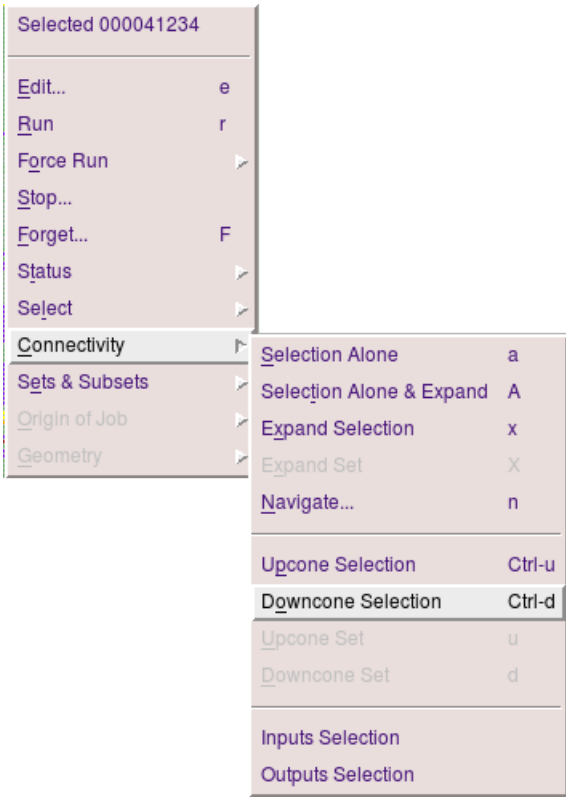 Selected 000041234
Edit... e
Run r
Force Run
Stop...
Forget... F
Status
Select
Connectivity
Sets & Subsets
Origin of Job
Geometry
Selection Alone a
Selection Alone & Expand A
Expand Selection x
Expand Set X
Navigate... n
Upcone Selection Ctrl-u
Downcone Selection Ctrl-d
Upcone Set u
Downcone Set d
Inputs Selection
Outputs Selection